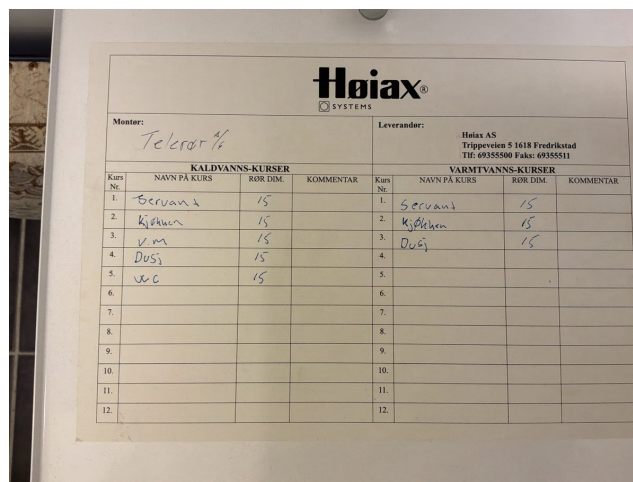 Høiax®
SYSTEMS
Montør:
Telerør A/S
Leverandør:
Høiax AS
Trippeveien 5 1618 Fredrikstad
Tlf: 69355500 Faks: 69355511
KALDVANNS-KURSER VARMTVANNS-KURSER
Kurs Nr. NAVN PÅ KURS RØR DIM. KOMMENTAR Kurs Nr. NAVN PÅ KURS RØR DIM. KOMMENTAR
1. Servant 15 1. Servant 15
2. Kjøkken 15 2. Kjøkken 15
3. V.M 15 3. Dusj 15
4. Dusj 15 4.
5. WC 15 5.
6. 6.
7. 7.
8. 8.
9. 9.
10. 10.
11. 11.
12. 12.